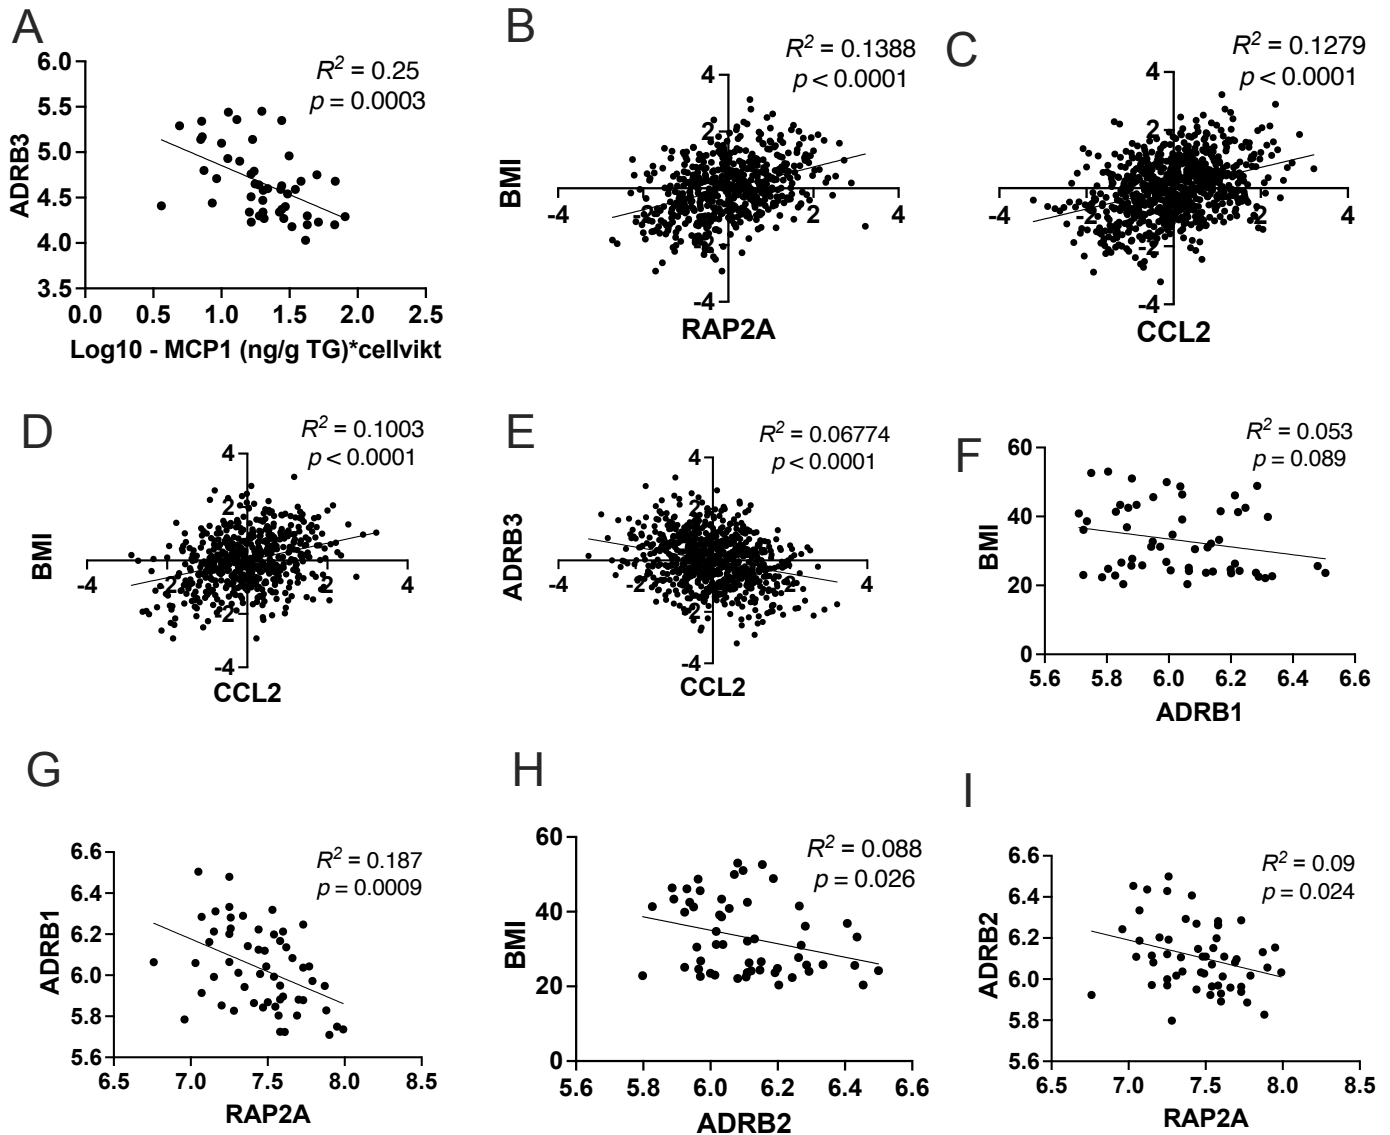 A
R² = 0.25
p = 0.0003
6.0
5.5
5.0
4.5
4.0
3.5
ADRB3
0.0 0.5 1.0 1.5 2.0 2.5
Log10 - MCP1 (ng/g TG)*cellvikt
B
R² = 0.1388
p < 0.0001
4
2
BMI
-4 -2 2 4
-2
-4
RAP2A
C
R² = 0.1279
p < 0.0001
4
2
-4 -2 2 4
-2
-4
CCL2
D
R² = 0.1003
p < 0.0001
4
2
BMI
-4 -2 2 4
-2
-4
CCL2
E
R² = 0.06774
p < 0.0001
4
2
ADRB3
-4 -2 2 4
-2
-4
CCL2
F
R² = 0.053
p = 0.089
60
40
20
0
BMI
5.6 5.8 6.0 6.2 6.4 6.6
ADRB1
G
R² = 0.187
p = 0.0009
6.6
6.4
6.2
6.0
5.8
5.6
ADRB1
6.5 7.0 7.5 8.0 8.5
RAP2A
H
R² = 0.088
p = 0.026
60
40
20
0
BMI
5.6 5.8 6.0 6.2 6.4 6.6
ADRB2
I
R² = 0.09
p = 0.024
6.6
6.4
6.2
6.0
5.8
5.6
ADRB2
6.5 7.0 7.5 8.0 8.5
RAP2A